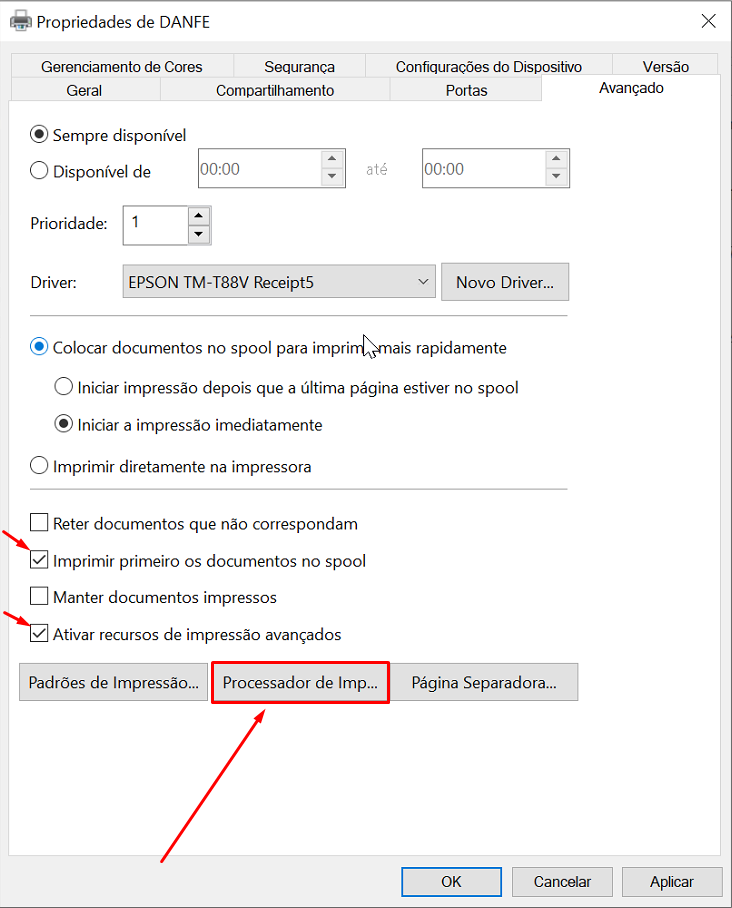 Propriedades de DANFE
Gerenciamento de Cores Segurança Configurações do Dispositivo Versão
Geral Compartilhamento Portas Avançado
Sempre disponível
Disponível de 00:00 até 00:00
Prioridade: 1
Driver: EPSON TM-T88V Receipt5 Novo Driver...
Colocar documentos no spool para imprimir mais rapidamente
Iniciar impressão depois que a última página estiver no spool
Iniciar a impressão imediatamente
Imprimir diretamente na impressora
Reter documentos que não correspondam
Imprimir primeiro os documentos no spool
Manter documentos impressos
Ativar recursos de impressão avançados
Padrões de Impressão... Processador de Imp... Página Separadora...
OK Cancelar Aplicar